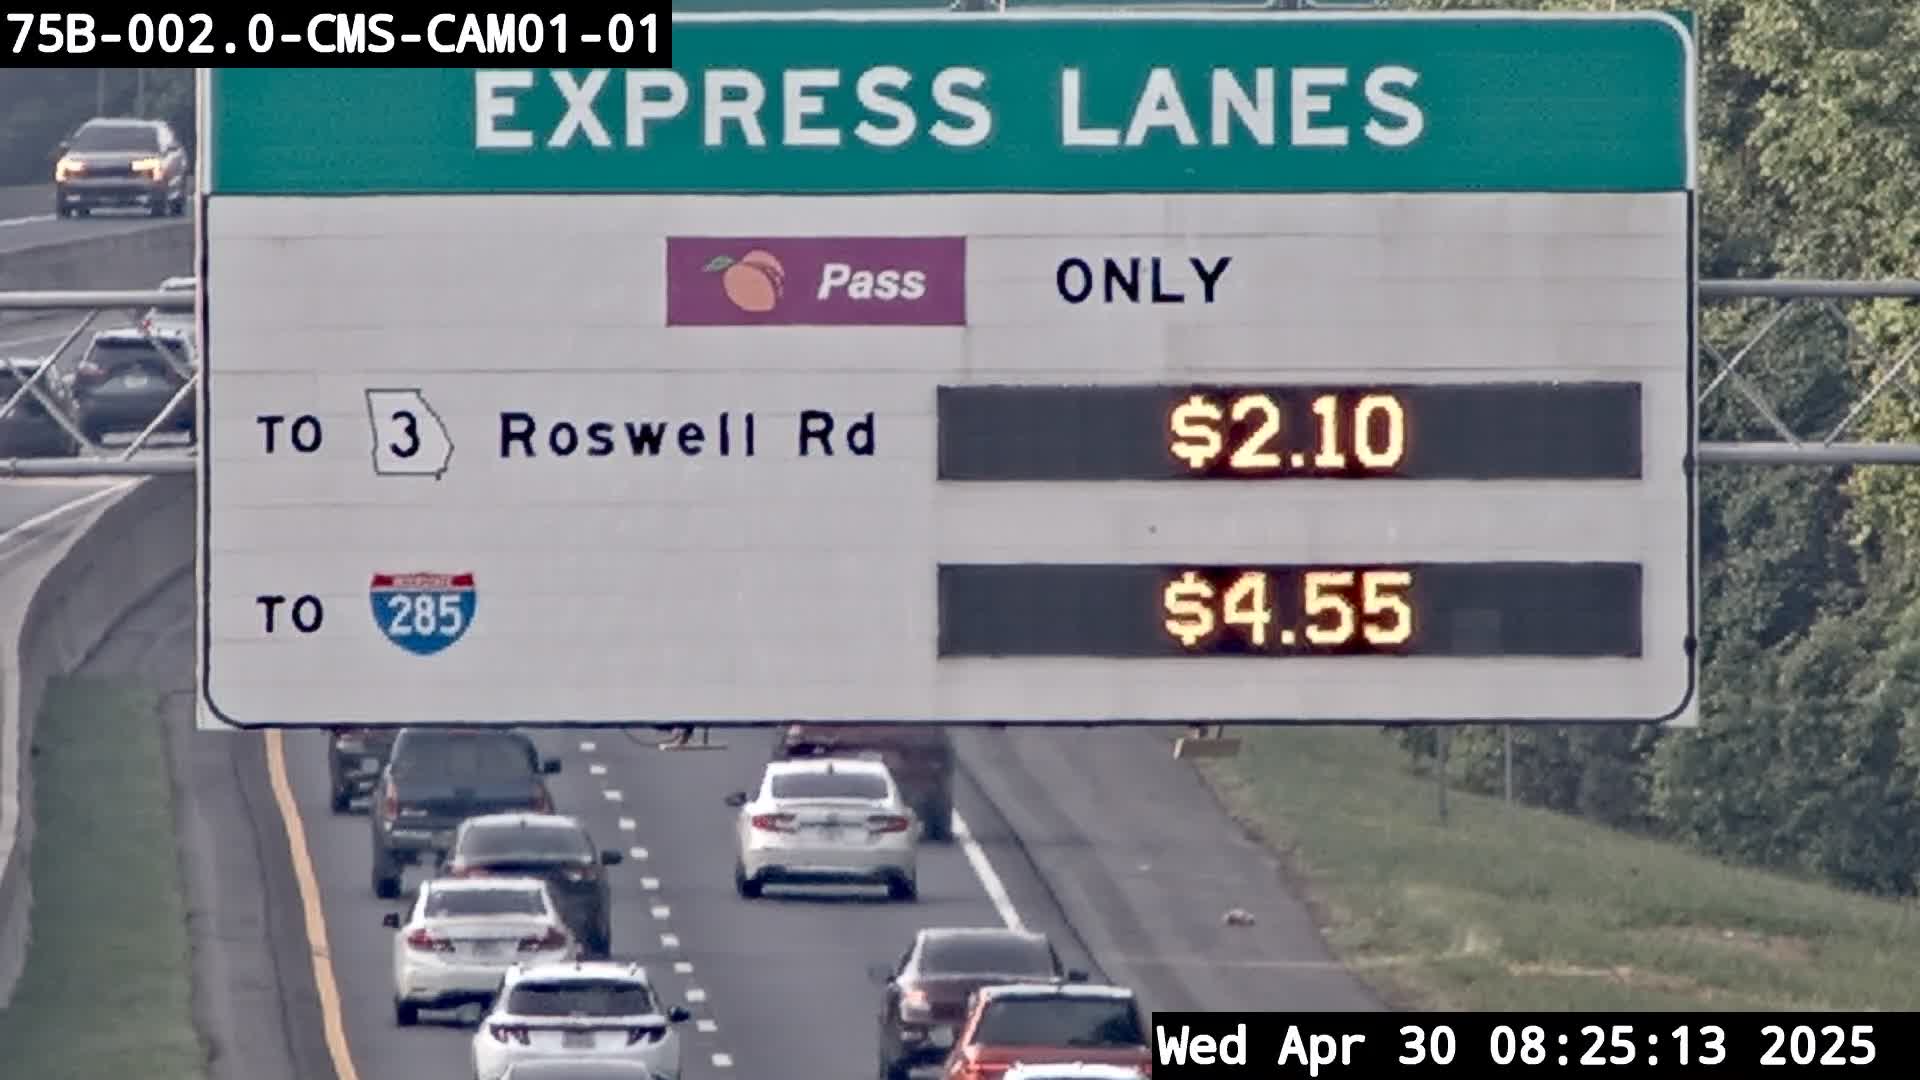 75B-002.0-CMS-CAM01-01
EXPRESS LANES
Pass ONLY
TO 3 Roswell Rd $2.10
TO 285 $4.55
Wed Apr 30 08:25:13 2025